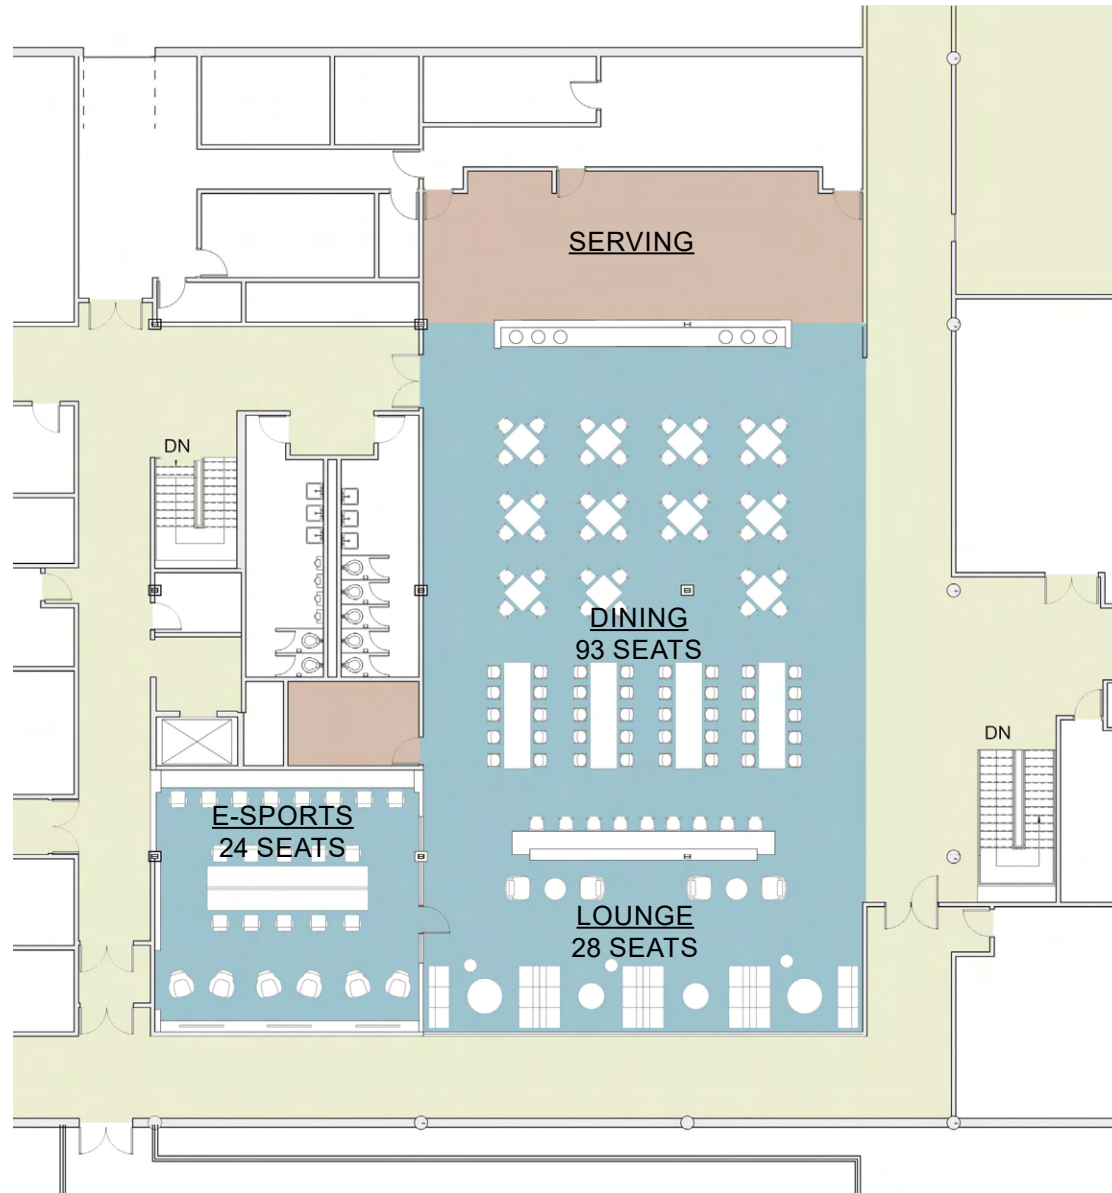 SERVING
DN
DINING
93 SEATS
DN
E-SPORTS
24 SEATS
LOUNGE
28 SEATS